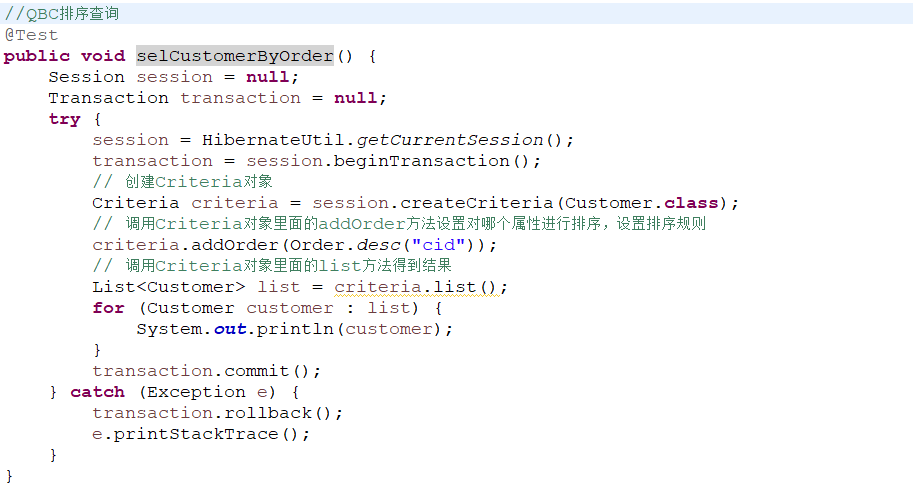 //QBC排序查询
@Test
public void selCustomerByOrder() {
    Session session = null;
    Transaction transaction = null;
    try {
        session = HibernateUtil.getCurrentSession();
        transaction = session.beginTransaction();
        // 创建Criteria对象
        Criteria criteria = session.createCriteria(Customer.class);
        // 调用Criteria对象里面的addOrder方法设置对哪个属性进行排序，设置排序规则
        criteria.addOrder(Order.desc("cid"));
        // 调用Criteria对象里面的list方法得到结果
        List<Customer> list = criteria.list();
        for (Customer customer : list) {
            System.out.println(customer);
        }
        transaction.commit();
    } catch (Exception e) {
        transaction.rollback();
        e.printStackTrace();
    }
}